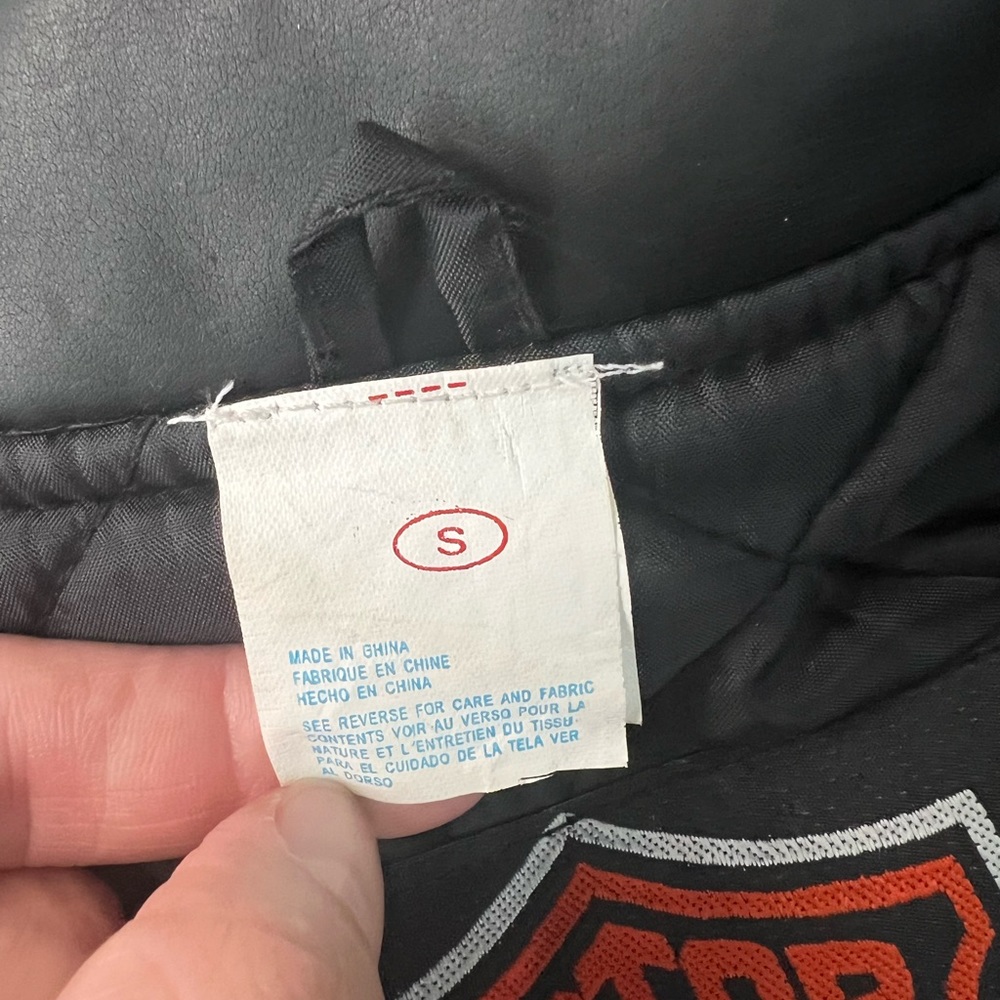 S
MADE IN GHINA
FABRIQUE EN CHINE
HECHO EN CHINA
SEE REVERSE FOR CARE AND FABRIC
CONTENTS VOIR AU VERSO POUR LA
NATURE ET L'ENTRETIEN DU TISSU
PARA EL CUIDADO DE LA TELA VER
AL DORSO